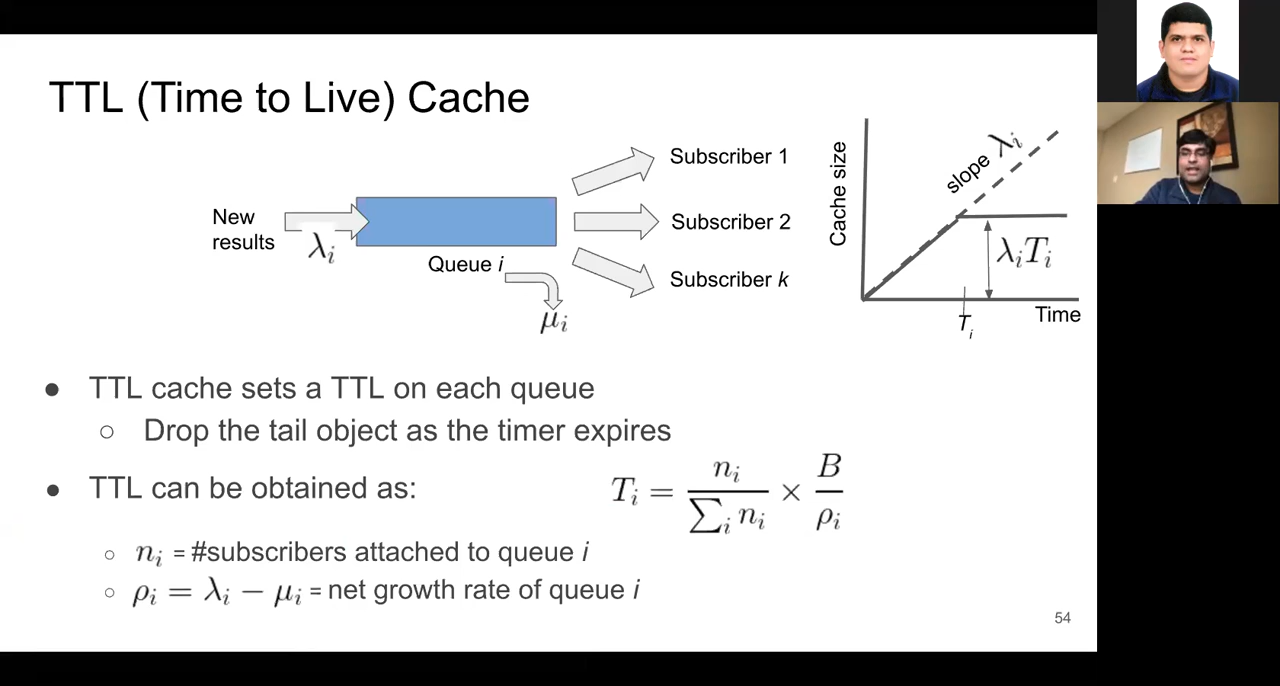 TTL (Time to Live) Cache
New
results
λᵢ
Queue i
μᵢ
Subscriber 1
Subscriber 2
Subscriber k
Cache size
slope λᵢ
λᵢTᵢ
Tᵢ
Time
● TTL cache sets a TTL on each queue
○ Drop the tail object as the timer expires
● TTL can be obtained as:
Tᵢ = nᵢ / ∑ᵢ nᵢ × B / ρᵢ
○ nᵢ = #subscribers attached to queue i
○ ρᵢ = λᵢ − μᵢ = net growth rate of queue i
54